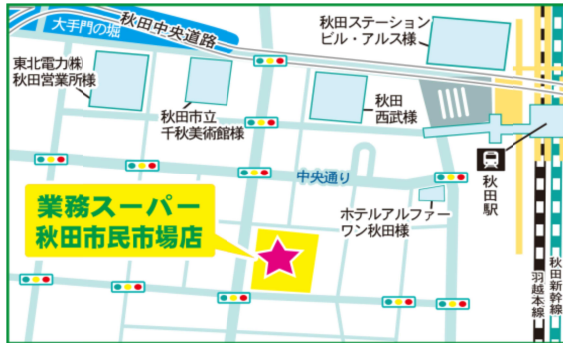 秋田中央道路
大手門の堀
秋田ステーション
ビル・アルス様
東北電力㈱
秋田営業所様
秋田市立
千秋美術館様
秋田
西武様
秋田駅
中央通り
業務スーパー
秋田市民市場店
ホテルアルファー
ワン秋田様
羽越本線
秋田新幹線